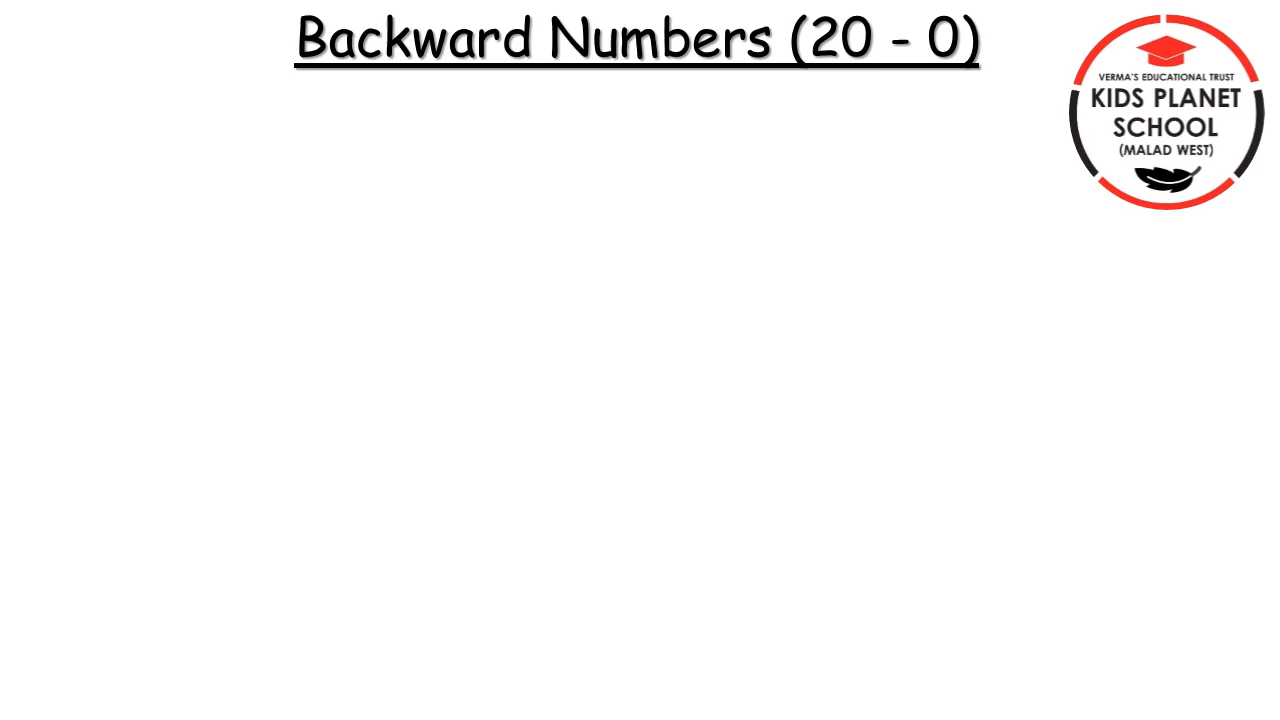 Backward Numbers (20 - 0)
VERMA'S EDUCATIONAL TRUST
KIDS PLANET
SCHOOL
(MALAD WEST)